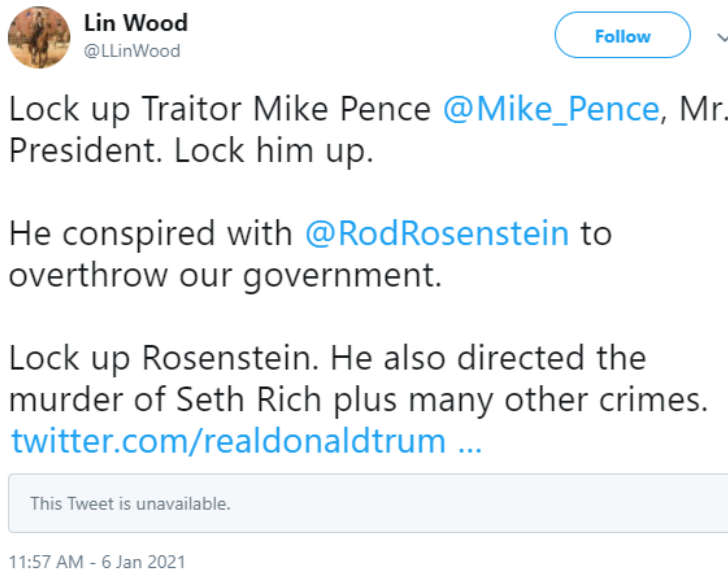 Lin Wood
@LLinWood
Follow
Lock up Traitor Mike Pence @Mike_Pence, Mr.
President. Lock him up.
He conspired with @RodRosenstein to
overthrow our government.
Lock up Rosenstein. He also directed the
murder of Seth Rich plus many other crimes.
twitter.com/realdonaldtrum ...
This Tweet is unavailable.
11:57 AM - 6 Jan 2021